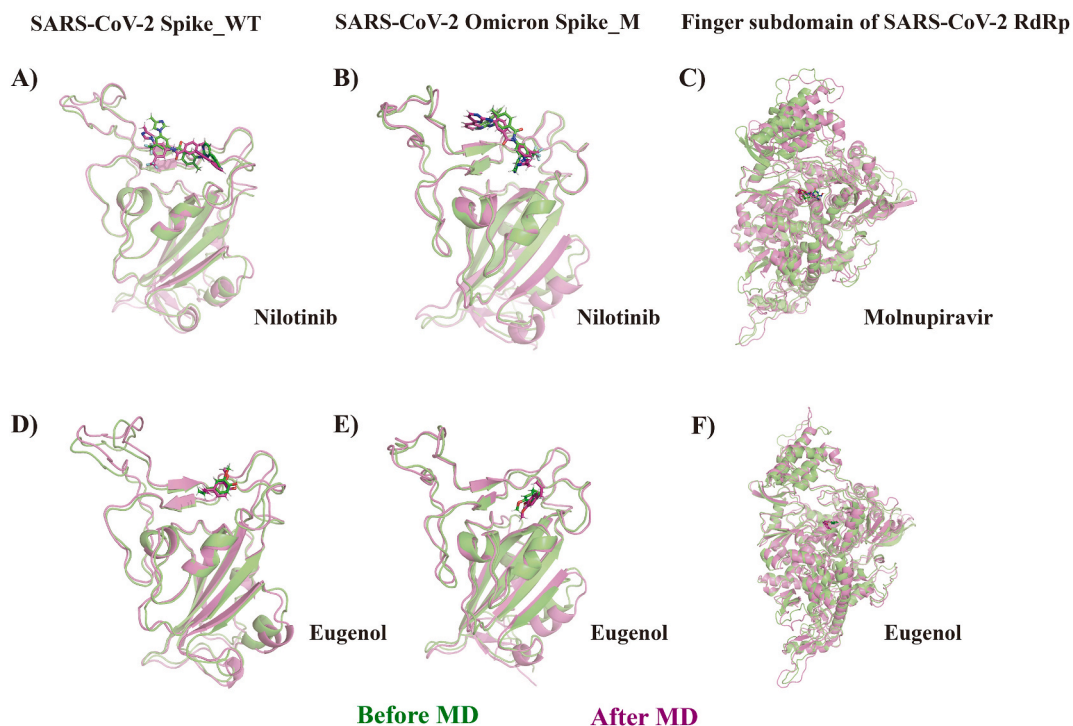 SARS-CoV-2 Spike_WT
SARS-CoV-2 Omicron Spike_M
Finger subdomain of SARS-CoV-2 RdRp
A)
B)
C)
Nilotinib
Nilotinib
Molnupiravir
D)
E)
F)
Eugenol
Eugenol
Eugenol
Before MD
After MD